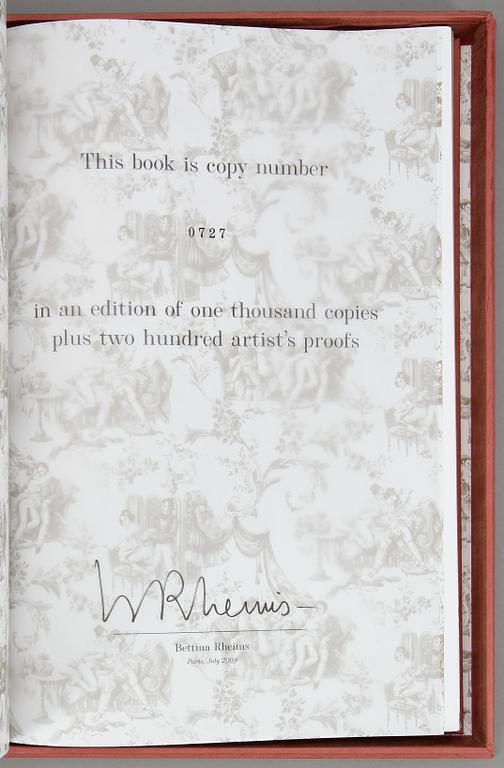 This book is copy number
0727
in an edition of one thousand copies
plus two hundred artist's proofs
Rheims
Bettina Rheims
Paris, July 2008